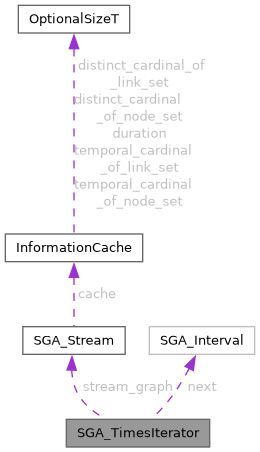 OptionalSizeT
distinct_cardinal_of
_link_set
distinct_cardinal
_of_node_set
duration
temporal_cardinal
_of_link_set
temporal_cardinal
_of_node_set
InformationCache
cache
SGA_Stream
SGA_Interval
stream_graph
next
SGA_TimesIterator